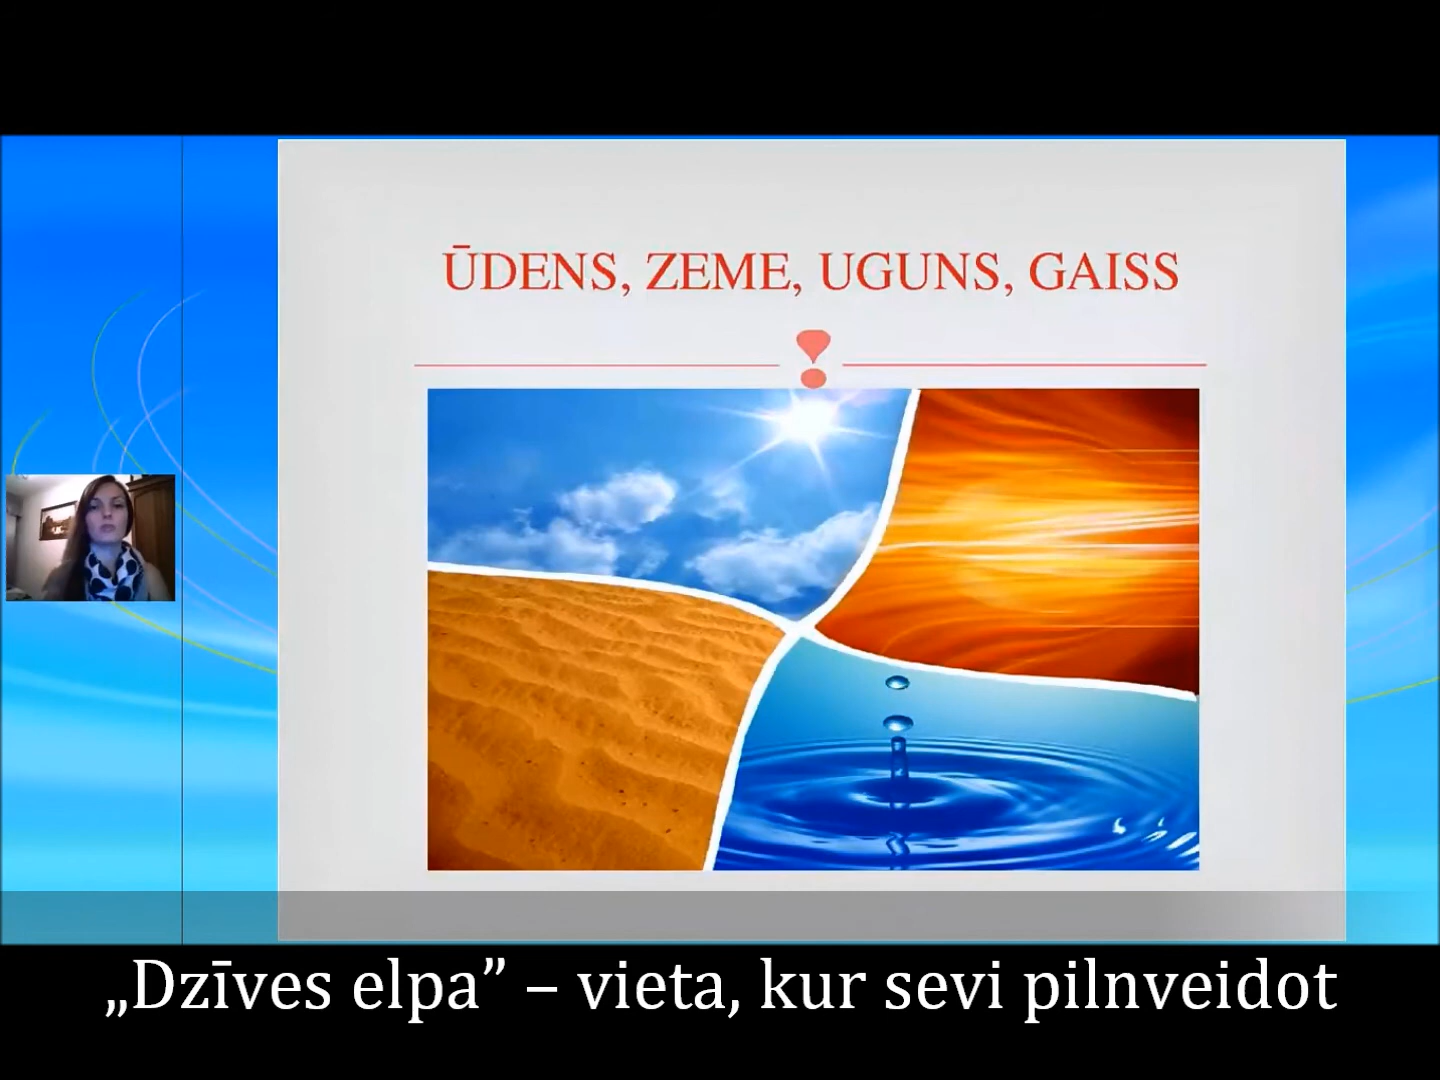 ŪDENS, ZEME, UGUNS, GAISS
„Dzīves elpa” – vieta, kur sevi pilnveidot